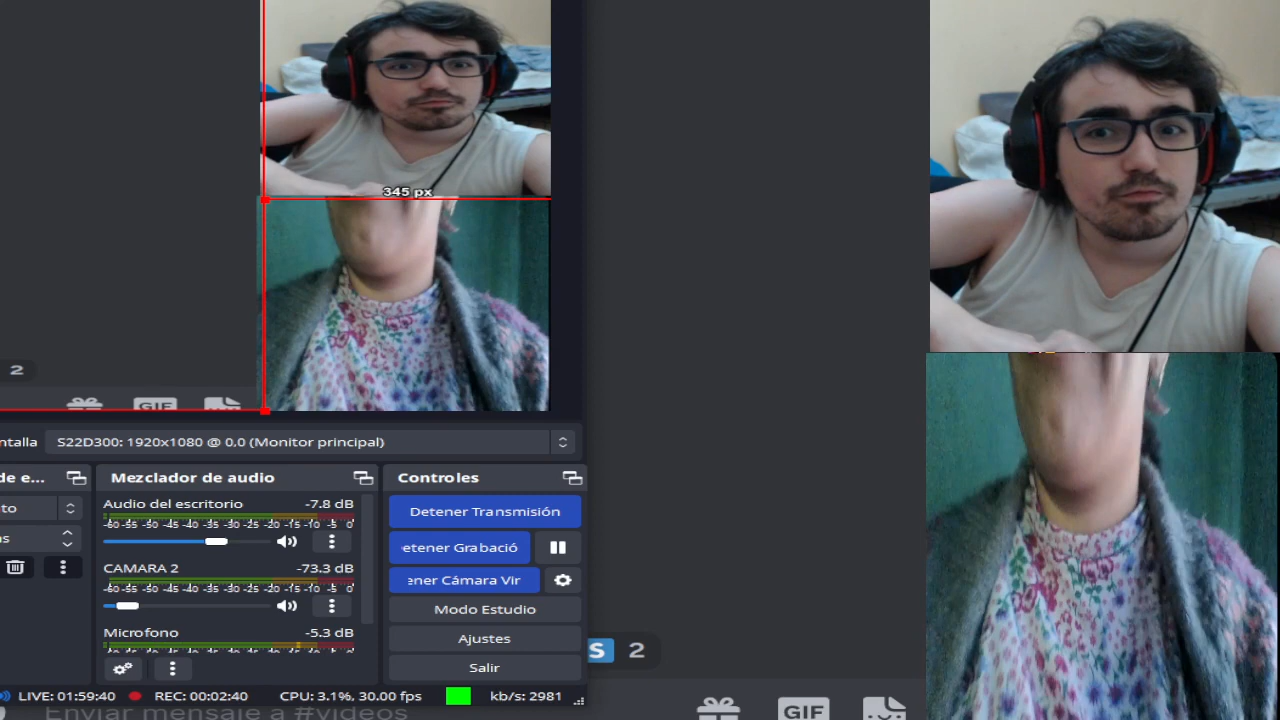 345 px
2
GIF
ntalla S22D300: 1920x1080 @ 0,0 (Monitor principal)
de e...
to
s
Mezclador de audio
Audio del escritorio -7.8 dB
-60 -55 -50 -45 -40 -35 -30 -25 -20 -15 -10 -5 0
CAMARA 2 -73.3 dB
-60 -55 -50 -45 -40 -35 -30 -25 -20 -15 -10 -5 0
Microfono -5.3 dB
Controles
Detener Transmisión
etener Grabació
ener Cámara Vir
Modo Estudio
Ajustes
Salir
S 2
LIVE: 01:59:40 REC: 00:02:40 CPU: 3.1%, 30.00 fps kb/s: 2981
Enviar mensaje a #videos
GIF